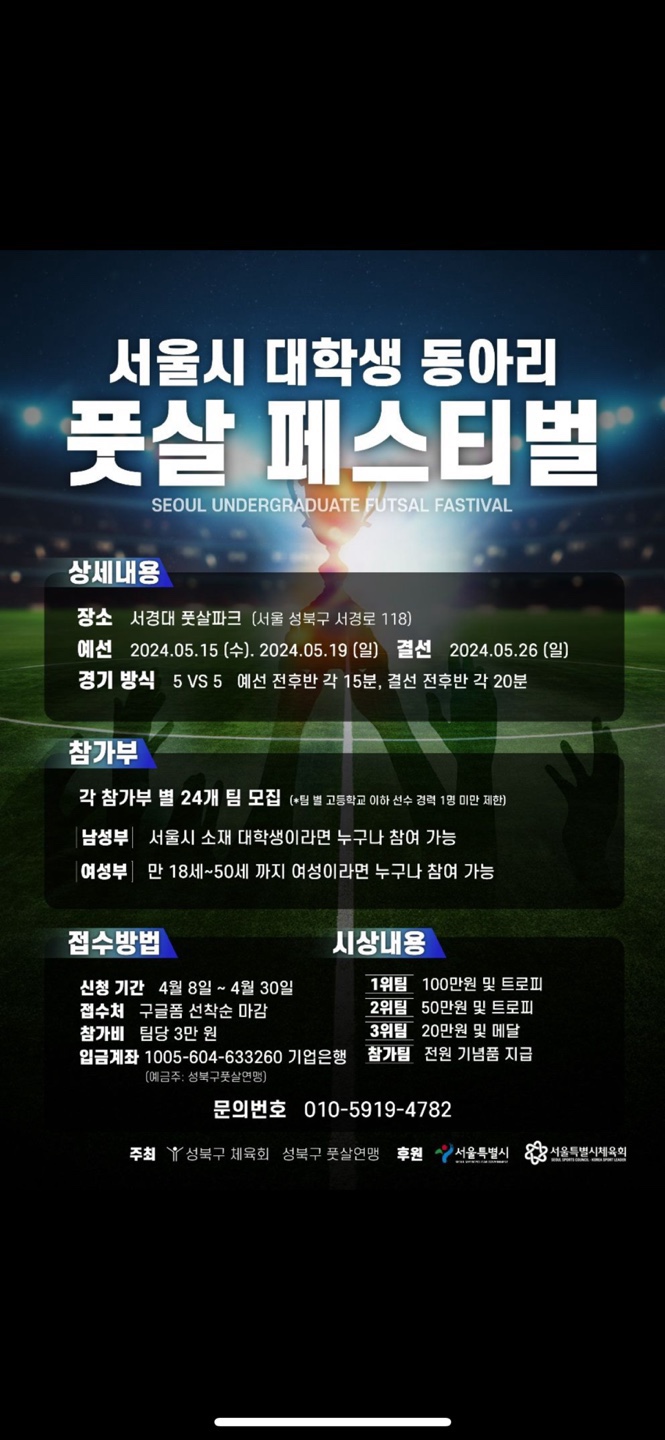 서울시 대학생 동아리
풋살 페스티벌
SEOUL UNDERGRADUATE FUTSAL FASTIVAL
상세내용
장소 서경대 풋살파크 (서울 성북구 서경로 118)
예선 2024.05.15 (수). 2024.05.19 (일) 결선 2024.05.26 (일)
경기 방식 5 VS 5 예선 전후반 각 15분, 결선 전후반 각 20분
참가부
각 참가부 별 24개 팀 모집 (*팀 별 고등학교 이하 선수 경력 1명 미만 제한)
남성부 서울시 소재 대학생이라면 누구나 참여 가능
여성부 만 18세~50세 까지 여성이라면 누구나 참여 가능
접수방법
신청 기간 4월 8일 ~ 4월 30일
접수처 구글폼 선착순 마감
참가비 팀당 3만 원
입금계좌 1005-604-633260 기업은행
(예금주: 성북구풋살연맹)
시상내용
1위팀 100만원 및 트로피
2위팀 50만원 및 트로피
3위팀 20만원 및 메달
참가팀 전원 기념품 지급
문의번호 010-5919-4782
주최 성북구 체육회 성북구 풋살연맹 후원 서울특별시 서울특별시체육회